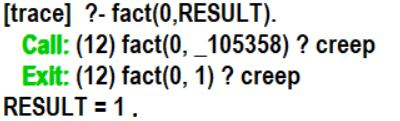 [trace]  ?- fact(0,RESULT).
Call: (12) fact(0, _105358) ? creep
Exit: (12) fact(0, 1) ? creep
RESULT = 1 .